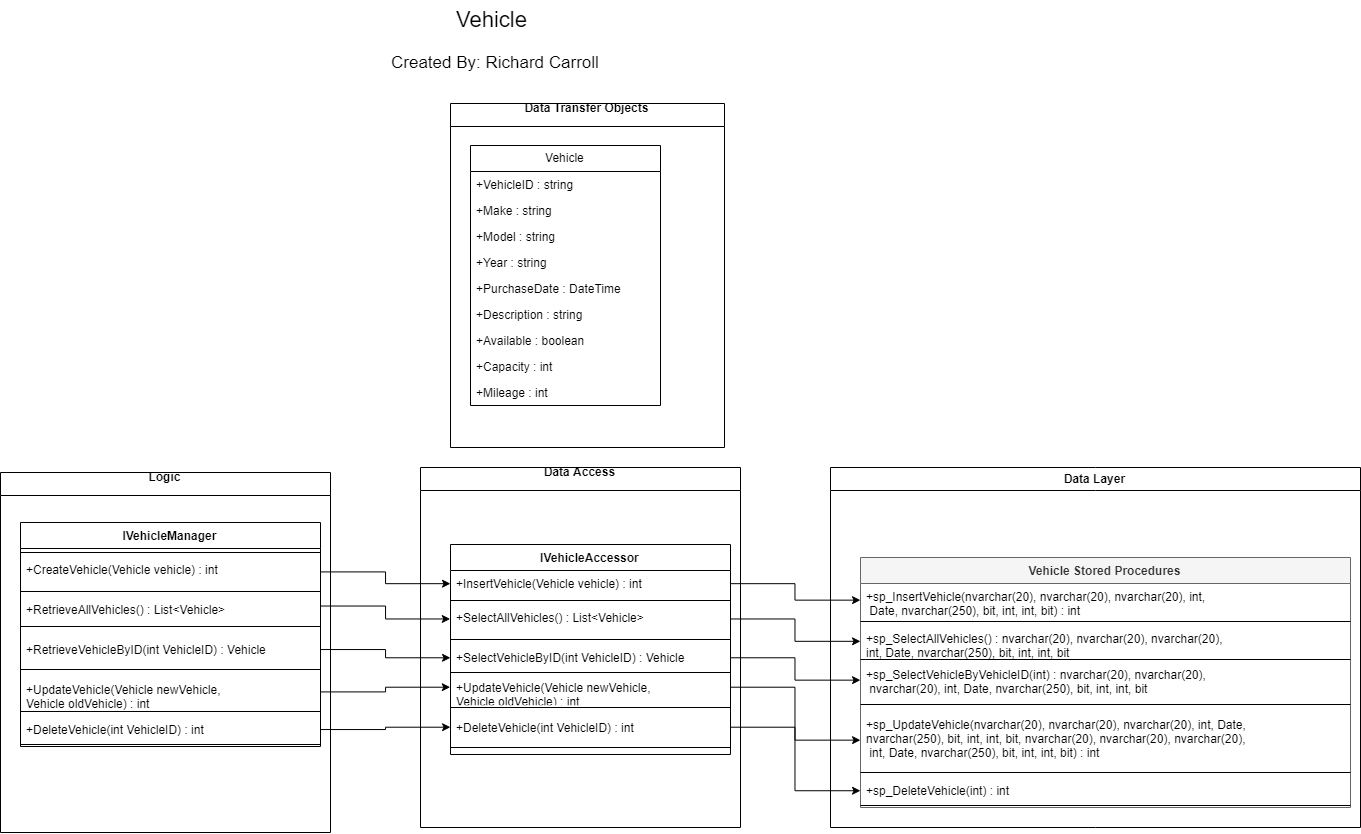 Vehicle
Created By: Richard Carroll
Data Transfer Objects
Vehicle
+VehicleID : string
+Make : string
+Model : string
+Year : string
+PurchaseDate : DateTime
+Description : string
+Available : boolean
+Capacity : int
+Mileage : int
Logic
IVehicleManager
+CreateVehicle(Vehicle vehicle) : int
+RetrieveAllVehicles() : List<Vehicle>
+RetrieveVehicleByID(int VehicleID) : Vehicle
+UpdateVehicle(Vehicle newVehicle,
Vehicle oldVehicle) : int
+DeleteVehicle(int VehicleID) : int
Data Access
IVehicleAccessor
+InsertVehicle(Vehicle vehicle) : int
+SelectAllVehicles() : List<Vehicle>
+SelectVehicleByID(int VehicleID) : Vehicle
+UpdateVehicle(Vehicle newVehicle,
Vehicle oldVehicle) : int
+DeleteVehicle(int VehicleID) : int
Data Layer
Vehicle Stored Procedures
+sp_InsertVehicle(nvarchar(20), nvarchar(20), nvarchar(20), int,
Date, nvarchar(250), bit, int, int, bit) : int
+sp_SelectAllVehicles() : nvarchar(20), nvarchar(20), nvarchar(20),
int, Date, nvarchar(250), bit, int, int, bit
+sp_SelectVehicleByVehicleID(int) : nvarchar(20), nvarchar(20),
nvarchar(20), int, Date, nvarchar(250), bit, int, int, bit
+sp_UpdateVehicle(nvarchar(20), nvarchar(20), nvarchar(20), int, Date,
nvarchar(250), bit, int, int, bit, nvarchar(20), nvarchar(20), nvarchar(20),
int, Date, nvarchar(250), bit, int, int, bit) : int
+sp_DeleteVehicle(int) : int